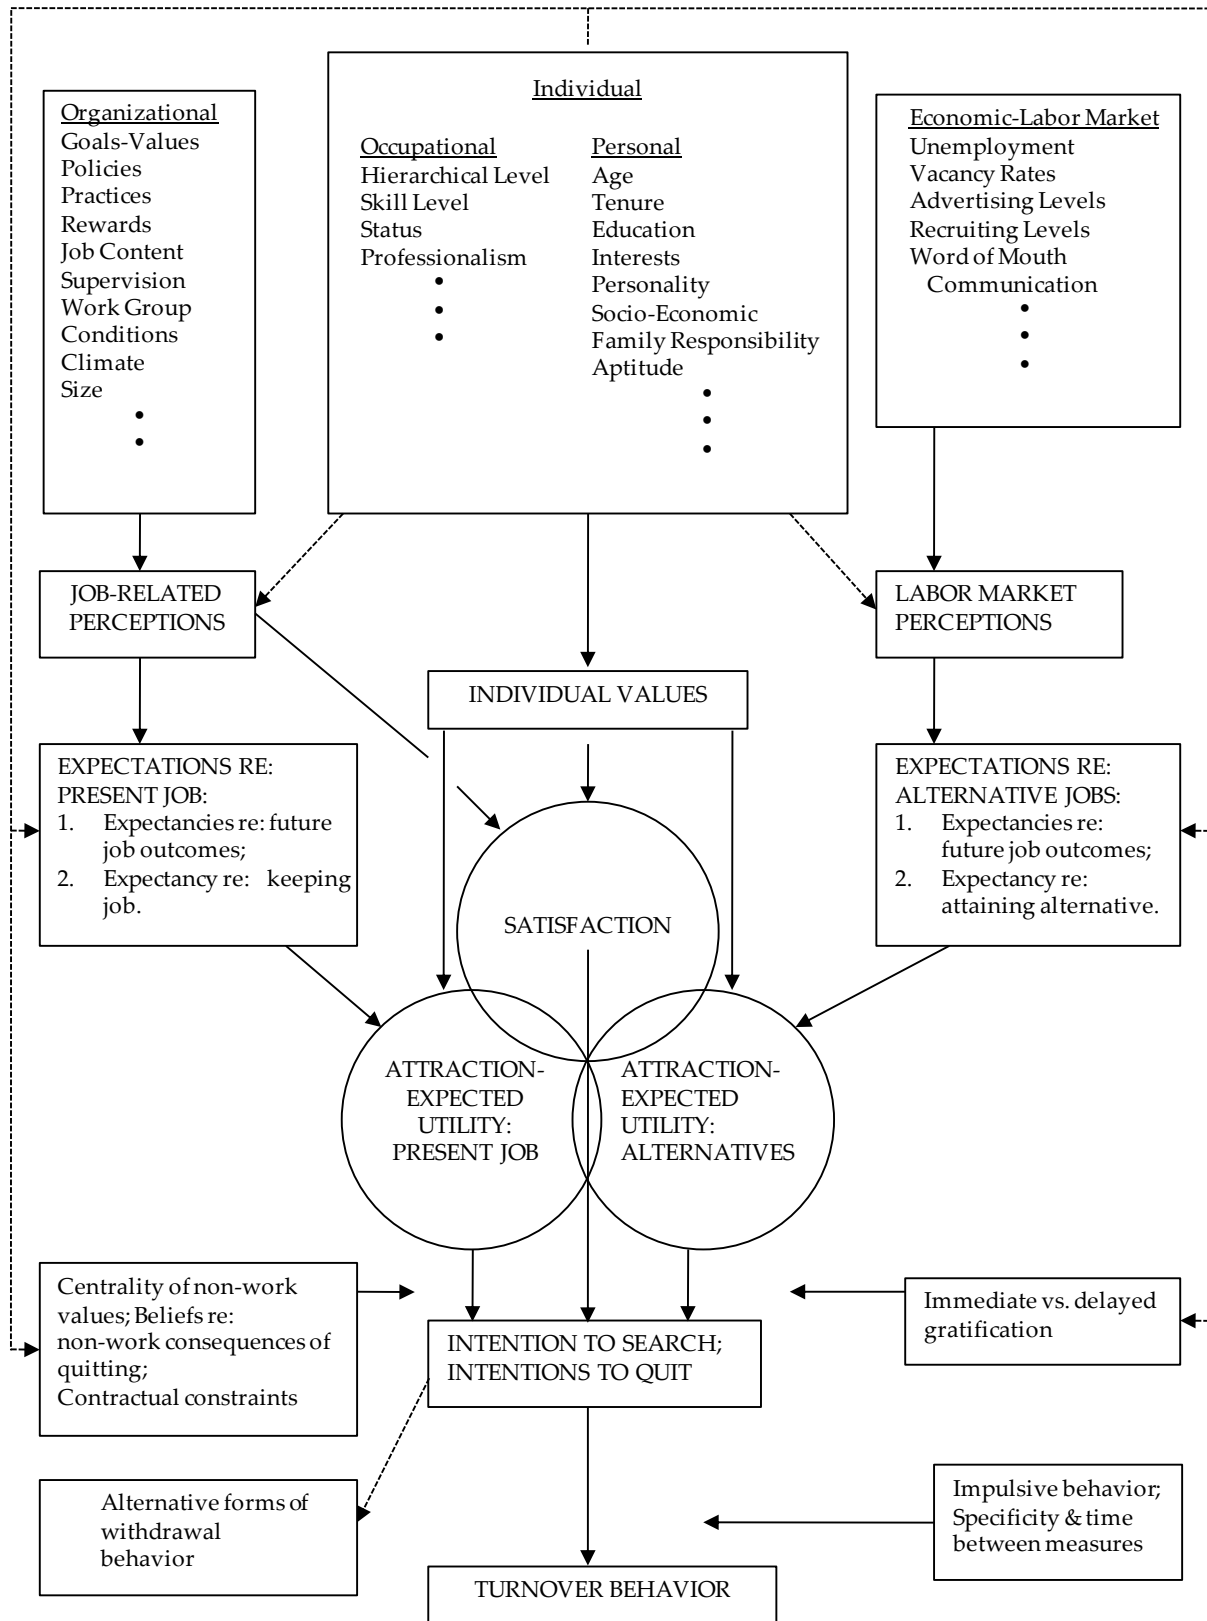 Individual
Organizational
Goals-Values
Policies
Practices
Rewards
Job Content
Supervision
Work Group
Conditions
Climate
Size
Occupational
Hierarchical Level
Skill Level
Status
Professionalism
Personal
Age
Tenure
Education
Interests
Personality
Socio-Economic
Family Responsibility
Aptitude
Economic-Labor Market
Unemployment
Vacancy Rates
Advertising Levels
Recruiting Levels
Word of Mouth
Communication
JOB-RELATED
PERCEPTIONS
LABOR MARKET
PERCEPTIONS
INDIVIDUAL VALUES
EXPECTATIONS RE:
PRESENT JOB:
1. Expectancies re: future
job outcomes;
2. Expectancy re: keeping
job.
EXPECTATIONS RE:
ALTERNATIVE JOBS:
1. Expectancies re:
future job outcomes;
2. Expectancy re:
attaining alternative.
SATISFACTION
ATTRACTION-
EXPECTED
UTILITY:
PRESENT JOB
ATTRACTION-
EXPECTED
UTILITY:
ALTERNATIVES
Centrality of non-work
values; Beliefs re:
non-work consequences of
quitting;
Contractual constraints
INTENTION TO SEARCH;
INTENTIONS TO QUIT
Immediate vs. delayed
gratification
Alternative forms of
withdrawal
behavior
Impulsive behavior;
Specificity & time
between measures
TURNOVER BEHAVIOR